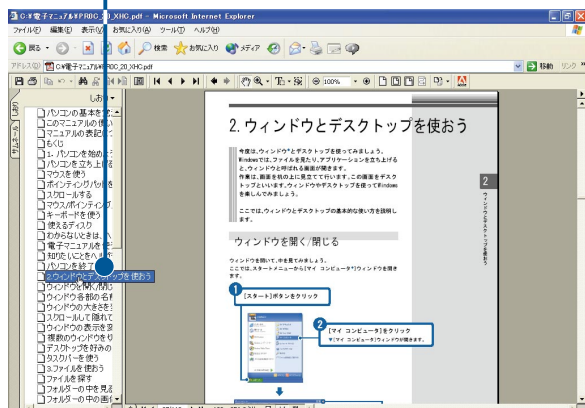 C:¥電子マニュアル¥PROC_20_XHC.pdf - Microsoft Internet Explorer
ファイル(F) 編集(E) 表示(V) お気に入り(A) ツール(T) ヘルプ(H)
戻る 検索 お気に入り メディア
アドレス(D) C:¥電子マニュアル¥PROC_20_XHC.pdf 移動 リンク
100%
しおり
パソコンの基本を
このマニュアルの使い
マニュアルの表記
もくじ
1. パソコンを始め
パソコンを立ち上げ
マウスを使う
ポインティングパッドを
スクロールする
マウス/ポインティング
キーボードを使う
使えるディスク
わからないときは、ヘ
電子マニュアルを
知りたいことをヘ
パソコンを終了
2.ウィンドウとデスクトップを使おう
ウィンドウを開く/閉じ
ウィンドウ各部の名
ウィンドウの大きさを
スクロールして隠れて
ウィンドウの表示を変
複数のウィンドウを
デスクトップを好みの
タスクバーを使う
3.ファイルを使おう
ファイルを探す
フォルダーの中を見
フォルダーの中の画
2. ウィンドウとデスクトップを使おう
今度は、ウィンドウ*とデスクトップを使ってみましょう。
Windowsでは、ファイルを見たり、アプリケーションを立ち上げる
と、ウィンドウと呼ばれる画面が開きます。
作業は、画面を机の上に見立てて行います。この画面をデスク
トップといいます。ウィンドウやデスクトップを使ってWindows
を楽しんでみましょう。
ここでは、ウィンドウとデスクトップの基本的な使い方を説明し
ます。
ウィンドウを開く/閉じる
ウィンドウを開いて、中を見てみましょう。
ここでは、スタートメニューから[マイ コンピュータ]ウィンドウを開き
ます。
1
[スタート]ボタンをクリック
2
[マイ コンピュータ]をクリック
▼[マイ コンピュータ]ウィンドウが開きます。
2
ウィンドウとデスクトップを使おう